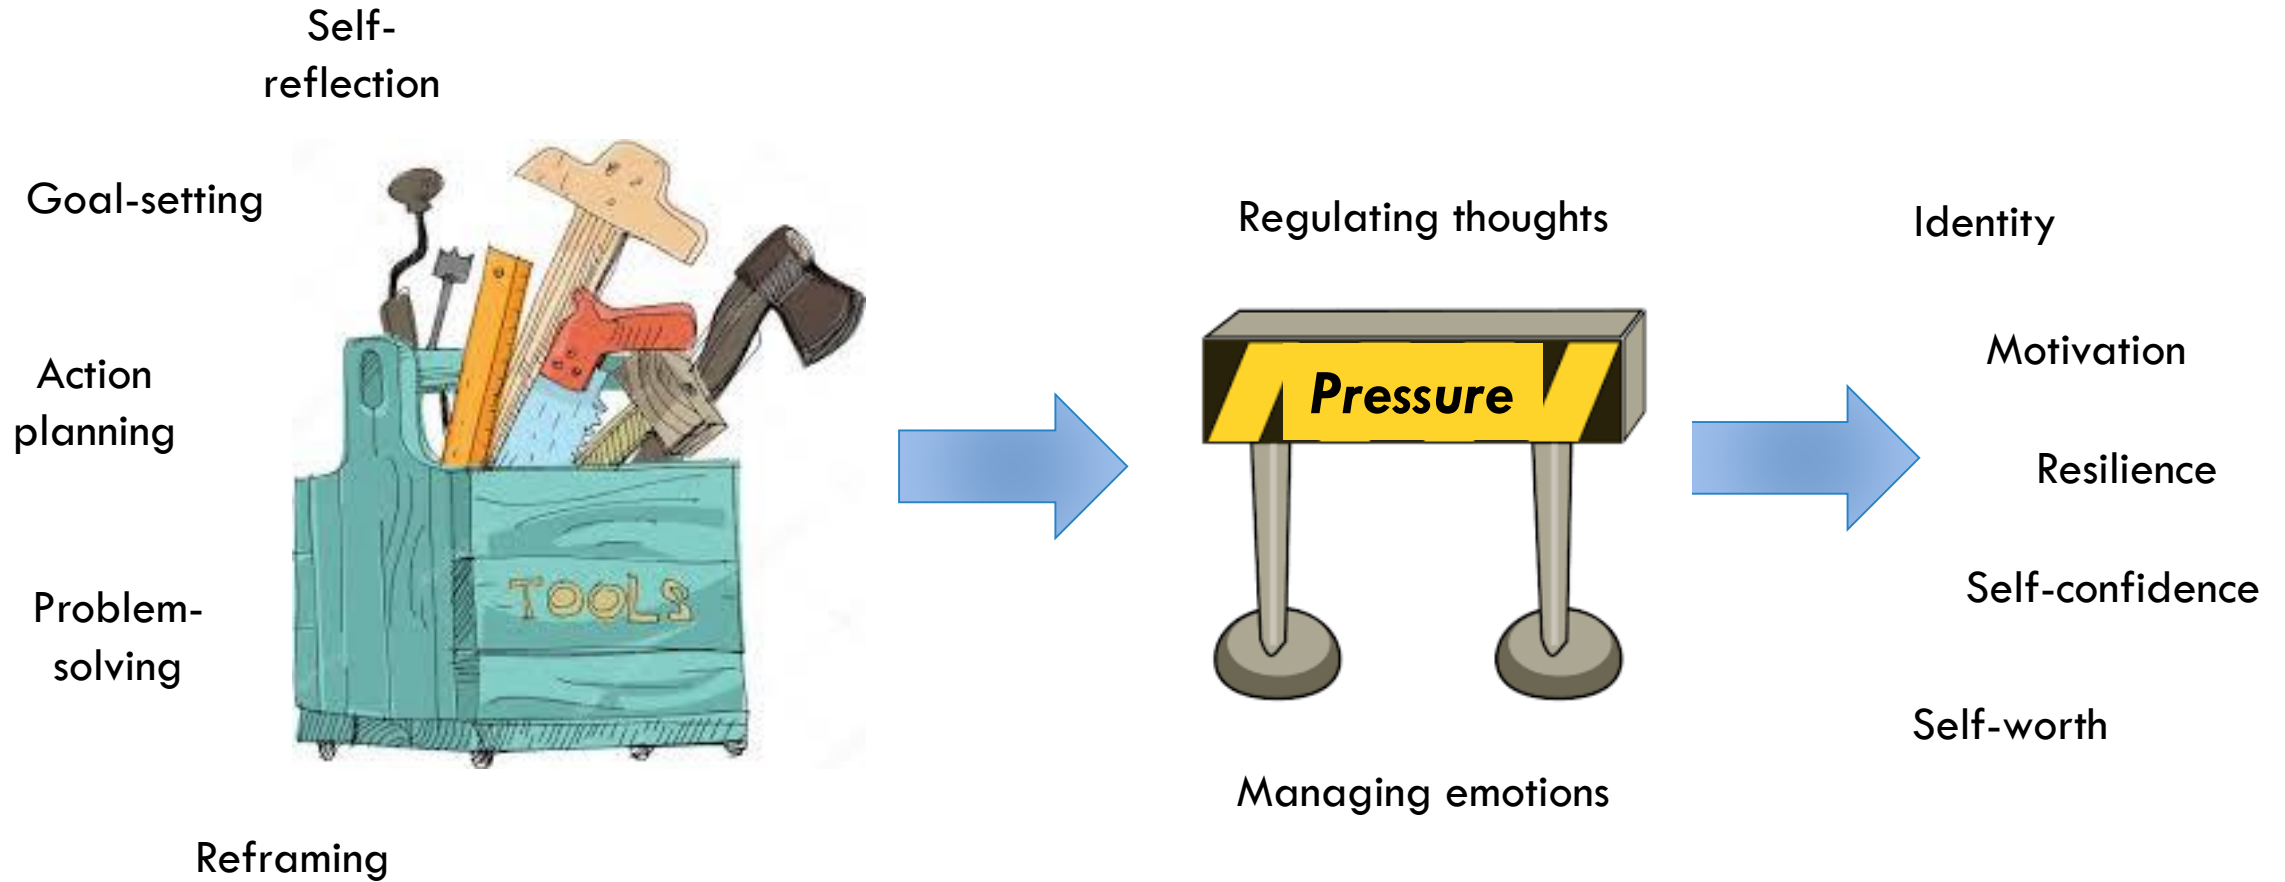 Self-
reflection
Goal-setting
Action
planning
Problem-
solving
Reframing
TOOLS
Regulating thoughts
Pressure
Managing emotions
Identity
Motivation
Resilience
Self-confidence
Self-worth